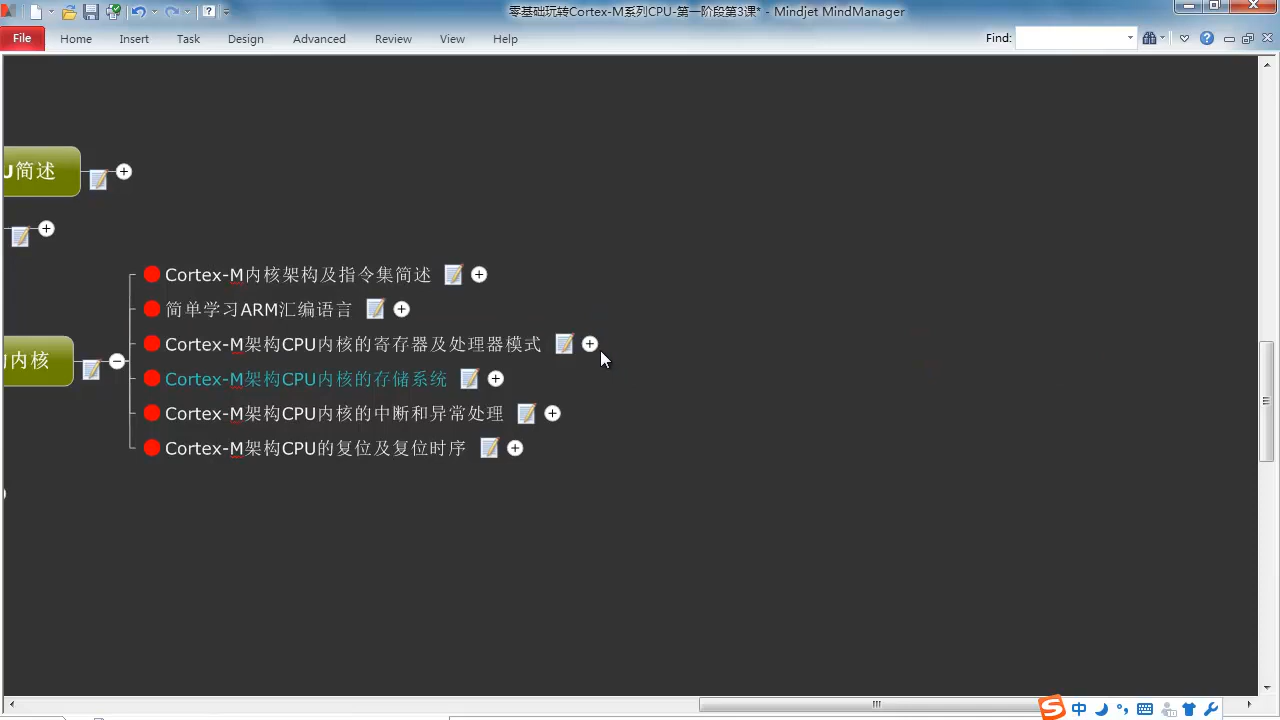 零基础玩转Cortex-M系列CPU-第一阶段第3课* - Mindjet MindManager
File Home Insert Task Design Advanced Review View Help Find:
U简述
Cortex-M内核架构及指令集简述
简单学习ARM汇编语言
Cortex-M架构CPU内核的寄存器及处理器模式
内核
Cortex-M架构CPU内核的存储系统
Cortex-M架构CPU内核的中断和异常处理
Cortex-M架构CPU的复位及复位时序
中